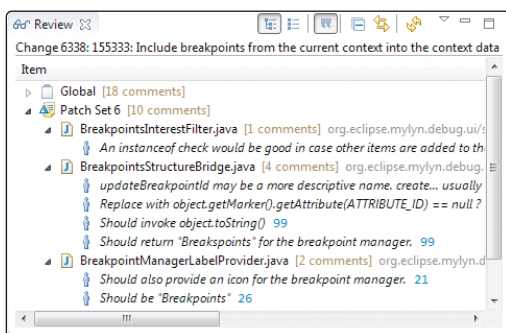 Review
Change 6338: 155333: Include breakpoints from the current context into the context data
Item
Global [18 comments]
Patch Set 6 [10 comments]
BreakpointsInterestFilter.java [1 comments] org.eclipse.mylyn.debug.ui/s
An instanceof check would be good in case other items are added to the
BreakpointsStructureBridge.java [4 comments] org.eclipse.mylyn.debug.
updateBreakpointId may be a more descriptive name. create... usually
Replace with object.getMarker().getAttribute(ATTRIBUTE_ID) == null ?
Should invoke object.toString() 99
Should return "Breakspoints" for the breakpoint manager. 99
BreakpointManagerLabelProvider.java [2 comments] org.eclipse.mylyn.d
Should also provide an icon for the breakpoint manager. 21
Should be "Breakpoints" 26